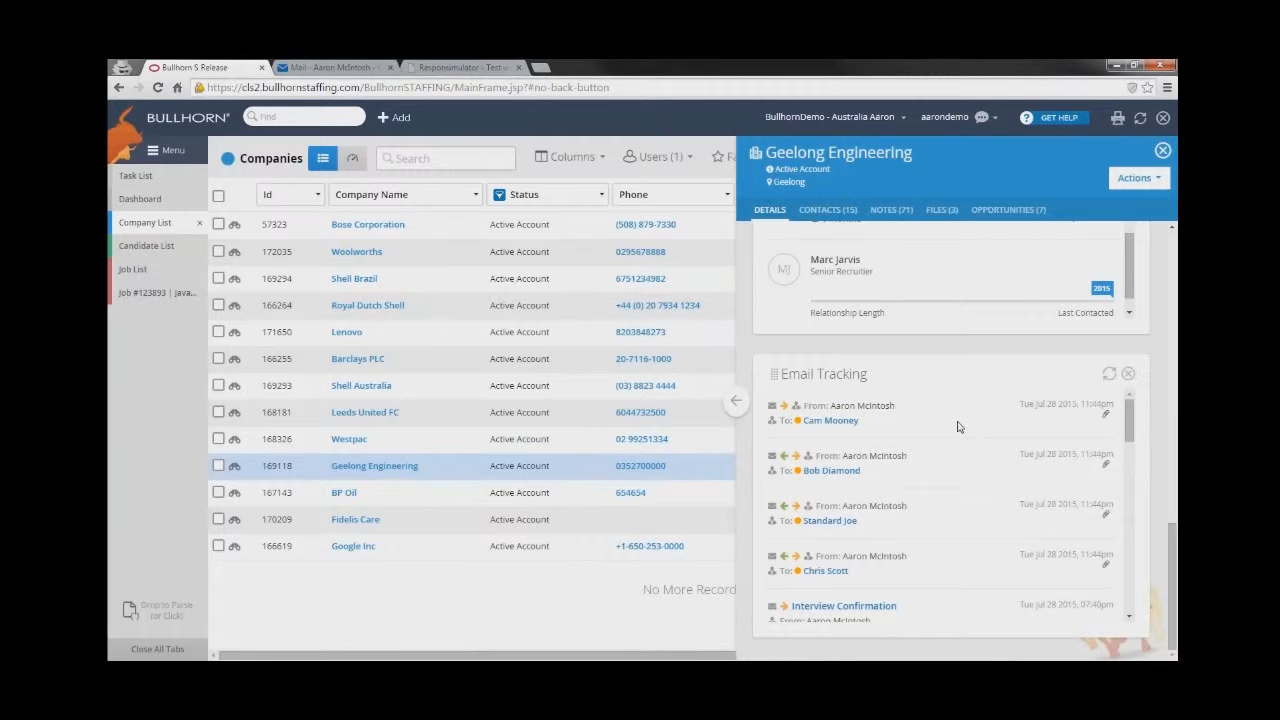 Bullhorn S Release
Mail - Aaron McIntosh -
Responsimulator - Test
https://cls2.bullhornstaffing.com/BullhornSTAFFING/MainFrame.jsp?#no-back-button
BULLHORN®
Find
Add
BullhornDemo - Australia Aaron
aarondemo
GET HELP
Menu
Task List
Dashboard
Company List
Candidate List
Job List
Job #123893 | Java...
Drop to Parse
(or Click)
Close All Tabs
Companies
Search
Columns
Users (1)
Id
Company Name
Status
Phone
57323 Bose Corporation Active Account (508) 879-7330
172035 Woolworths Active Account 0295678888
169294 Shell Brazil Active Account 6751234982
166264 Royal Dutch Shell Active Account +44 (0) 20 7934 1234
171650 Lenovo Active Account 8203848273
166255 Barclays PLC Active Account 20-7116-1000
169293 Shell Australia Active Account (03) 8823 4444
168181 Leeds United FC Active Account 6044732500
168326 Westpac Active Account 02 99251334
169118 Geelong Engineering Active Account 0352700000
167143 BP Oil Active Account 654654
170209 Fidelis Care Active Account
166619 Google Inc Active Account +1-650-253-0000
No More Record
Geelong Engineering
Active Account
Geelong
Actions
DETAILS
CONTACTS (15)
NOTES (71)
FILES (3)
OPPORTUNITIES (7)
MJ
Marc Jarvis
Senior Recruitier
2015
Relationship Length
Last Contacted
Email Tracking
From: Aaron McIntosh Tue Jul 28 2015, 11:44pm
To: Cam Mooney
From: Aaron McIntosh Tue Jul 28 2015, 11:44pm
To: Bob Diamond
From: Aaron McIntosh Tue Jul 28 2015, 11:44pm
To: Standard Joe
From: Aaron McIntosh Tue Jul 28 2015, 11:44pm
To: Chris Scott
Interview Confirmation Tue Jul 28 2015, 07:40pm
From: Aaron McIntosh